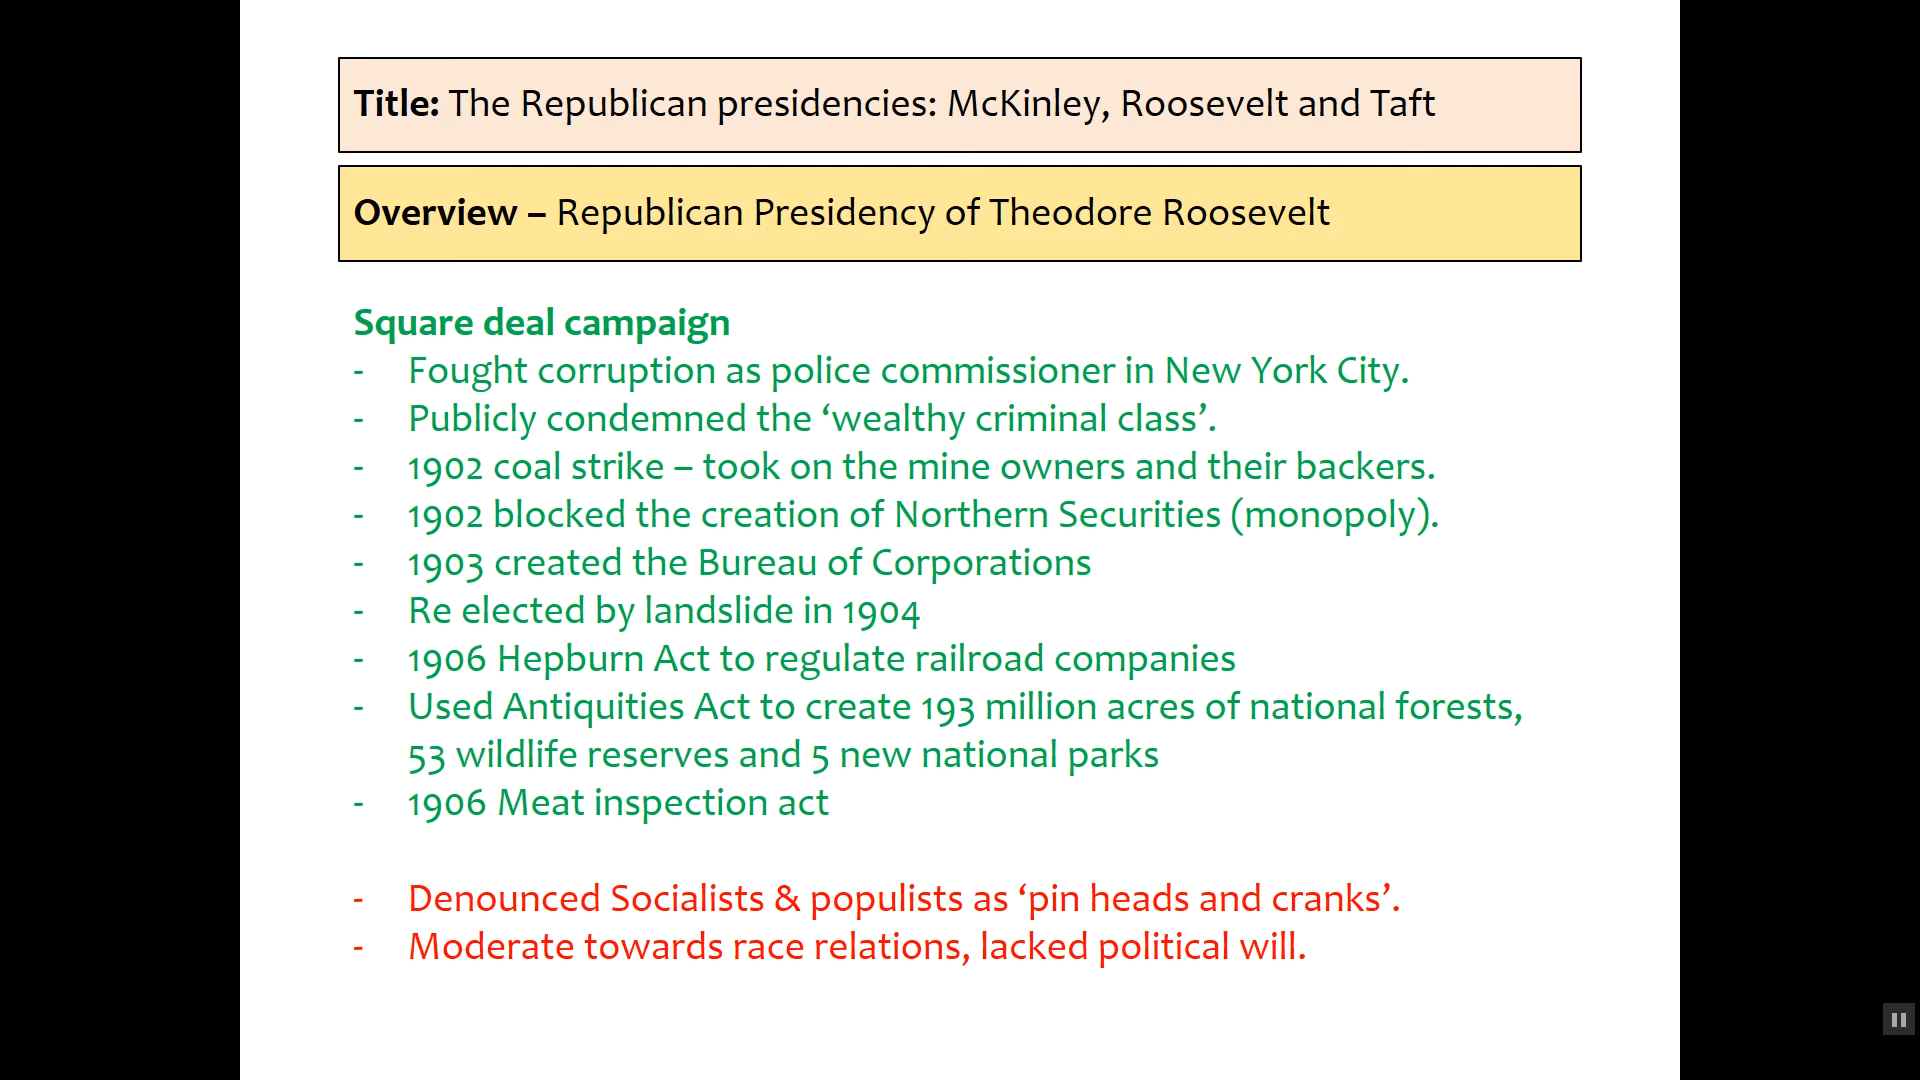 Title: The Republican presidencies: McKinley, Roosevelt and Taft
Overview – Republican Presidency of Theodore Roosevelt
Square deal campaign
- Fought corruption as police commissioner in New York City.
- Publicly condemned the ‘wealthy criminal class’.
- 1902 coal strike – took on the mine owners and their backers.
- 1902 blocked the creation of Northern Securities (monopoly).
- 1903 created the Bureau of Corporations
- Re elected by landslide in 1904
- 1906 Hepburn Act to regulate railroad companies
- Used Antiquities Act to create 193 million acres of national forests,
53 wildlife reserves and 5 new national parks
- 1906 Meat inspection act
- Denounced Socialists & populists as ‘pin heads and cranks’.
- Moderate towards race relations, lacked political will.